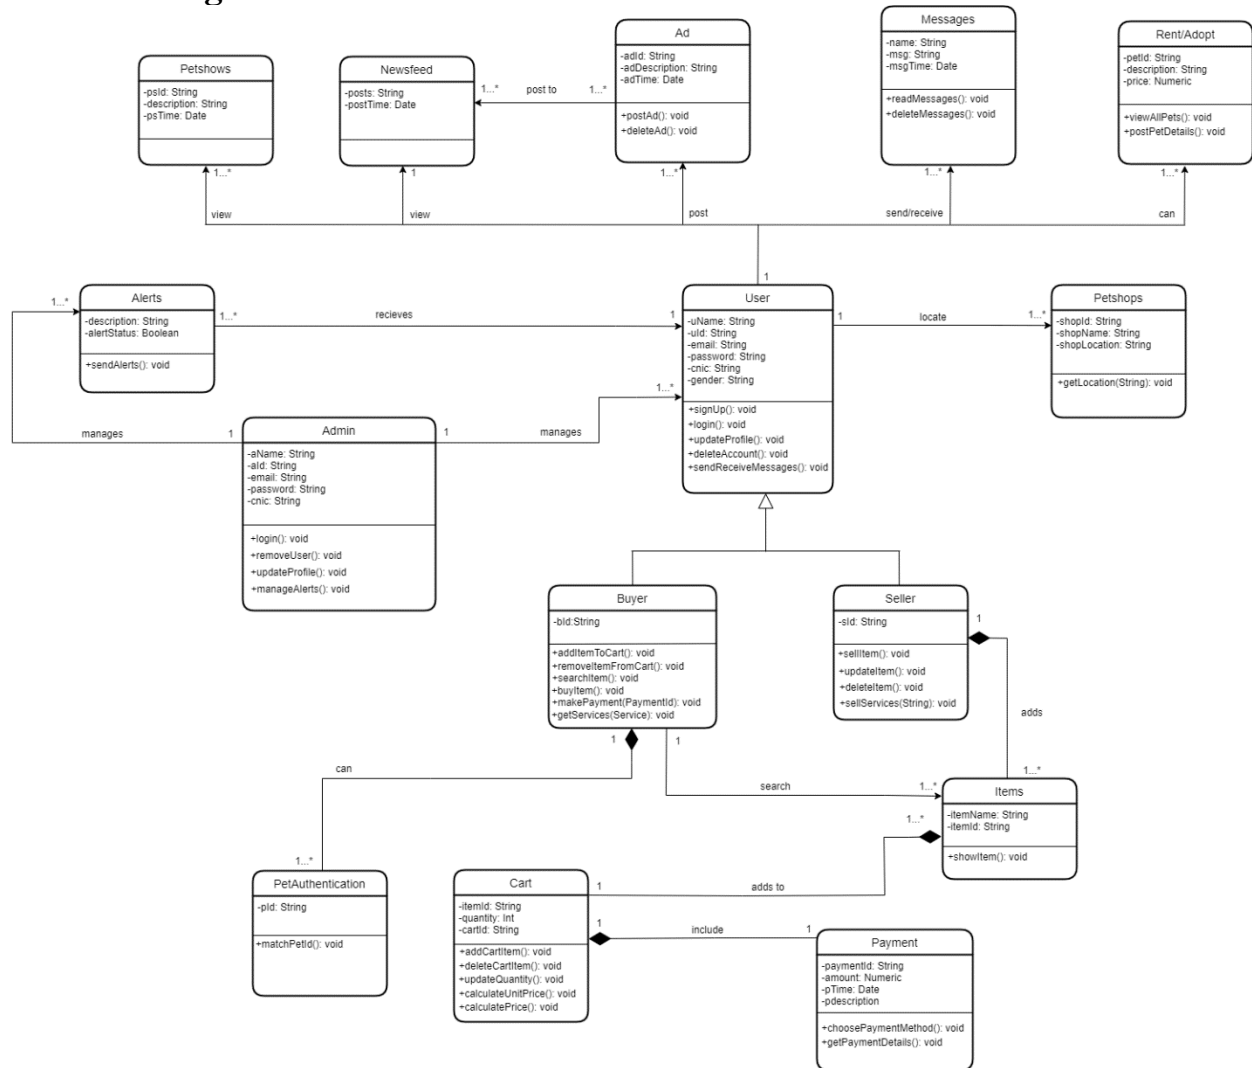 Petshows
-psId: String
-description: String
-psTime: Date
Newsfeed
-posts: String
-postTime: Date
1...*
post to
1...*
Ad
-adId: String
-adDescription: String
-adTime: Date
+postAd(): void
+deleteAd(): void
Messages
-name: String
-msg: String
-msgTime: Date
+readMessages(): void
+deleteMessages(): void
Rent/Adopt
-petId: String
-description: String
-price: Numeric
+viewAllPets(): void
+postPetDetails(): void
1...*
1
1...*
1...*
1...*
view
view
post
send/receive
can
1
1...*
Alerts
-description: String
-alertStatus: Boolean
+sendAlerts(): void
1...*
recieves
1
User
-uName: String
-uId: String
-email: String
-password: String
-cnic: String
-gender: String
+signUp(): void
+login(): void
+updateProfile(): void
+deleteAccount(): void
+sendReceiveMessages(): void
1
locate
1...*
Petshops
-shopId: String
-shopName: String
-shopLocation: String
+getLocation(String): void
manages
1
Admin
-aName: String
-aId: String
-email: String
-password: String
-cnic: String
+login(): void
+removeUser(): void
+updateProfile(): void
+manageAlerts(): void
1
manages
1...*
Buyer
-bId:String
+addItemToCart(): void
+removeItemFromCart(): void
+searchItem(): void
+buyItem(): void
+makePayment(PaymentId): void
+getServices(Service): void
Seller
-sId: String
+sellItem(): void
+updateItem(): void
+deleteItem(): void
+sellServices(String): void
1
adds
1...*
1
can
1...*
1
search
1...*
Items
-itemName: String
-itemId: String
+showItem(): void
1...*
adds to
1
PetAuthentication
-pId: String
+matchPetId(): void
Cart
-itemId: String
-quantity: Int
-cartId: String
+addCartItem(): void
+deleteCartItem(): void
+updateQuantity(): void
+calculateUnitPrice(): void
+calculatePrice(): void
1
include
1
Payment
-paymentId: String
-amount: Numeric
-pTime: Date
-pdescription
+choosePaymentMethod(): void
+getPaymentDetails(): void